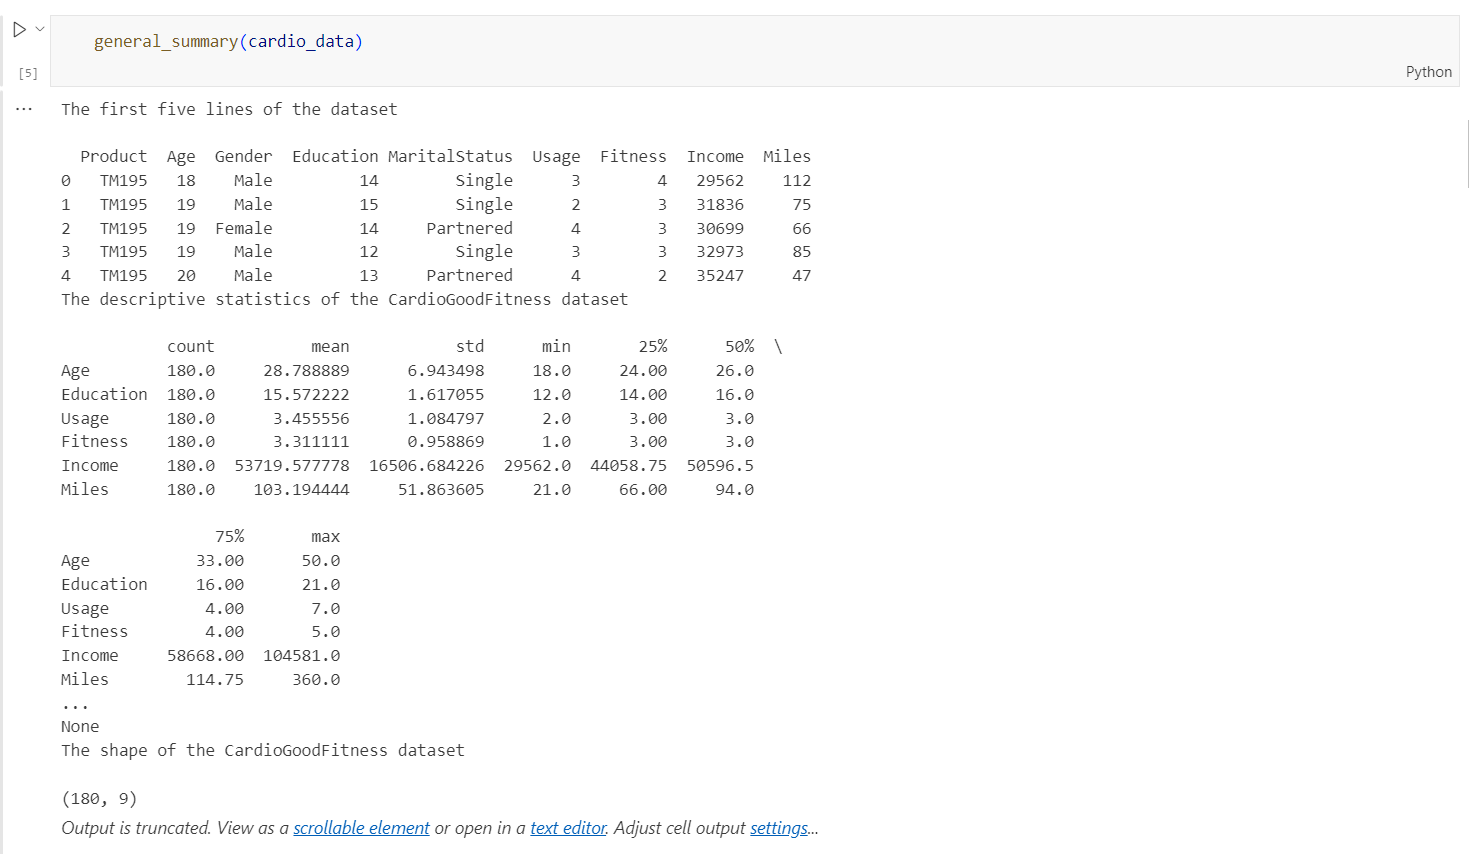 general_summary(cardio_data)
[5]
Python
... The first five lines of the dataset
Product Age Gender Education MaritalStatus Usage Fitness Income Miles
0 TM195 18 Male 14 Single 3 4 29562 112
1 TM195 19 Male 15 Single 2 3 31836 75
2 TM195 19 Female 14 Partnered 4 3 30699 66
3 TM195 19 Male 12 Single 3 3 32973 85
4 TM195 20 Male 13 Partnered 4 2 35247 47
The descriptive statistics of the CardioGoodFitness dataset
count mean std min 25% 50% \
Age 180.0 28.788889 6.943498 18.0 24.00 26.0
Education 180.0 15.572222 1.617055 12.0 14.00 16.0
Usage 180.0 3.455556 1.084797 2.0 3.00 3.0
Fitness 180.0 3.311111 0.958869 1.0 3.00 3.0
Income 180.0 53719.577778 16506.684226 29562.0 44058.75 50596.5
Miles 180.0 103.194444 51.863605 21.0 66.00 94.0
75% max
Age 33.00 50.0
Education 16.00 21.0
Usage 4.00 7.0
Fitness 4.00 5.0
Income 58668.00 104581.0
Miles 114.75 360.0
...
None
The shape of the CardioGoodFitness dataset
(180, 9)
Output is truncated. View as a scrollable element or open in a text editor. Adjust cell output settings...